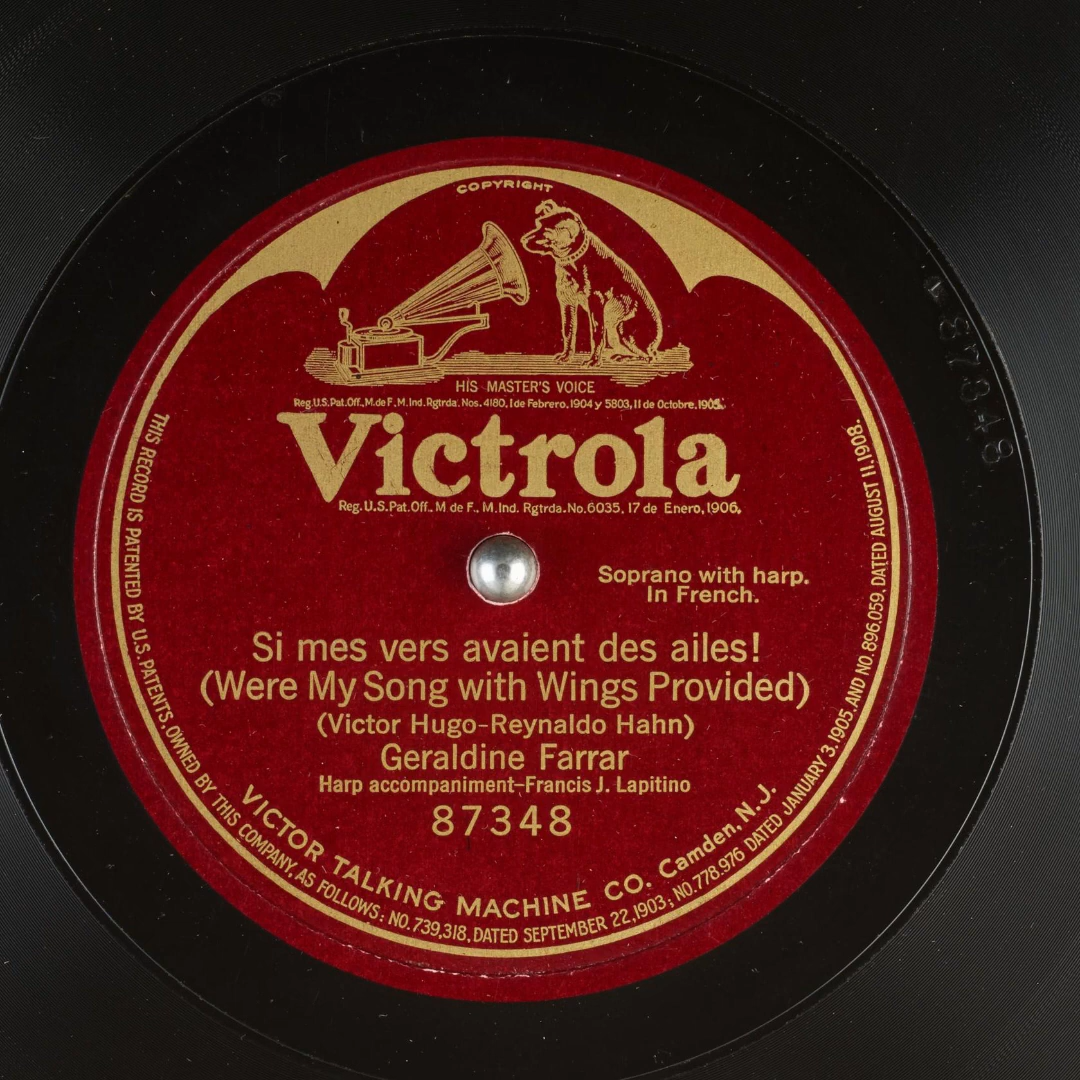 COPYRIGHT
HIS MASTER'S VOICE
Reg.U.S.Pat.Off.,M.de F.,M.Ind.Rgtrda. Nos. 4180, 1 de Febrero, 1904 y 5803, 11 de Octubre, 1905.
Victrola
Reg.U.S.Pat.Off. M de F., M.Ind. Rgtrda.No.6035, 17 de Enero, 1906.
Soprano with harp.
In French.
Si mes vers avaient des ailes!
(Were My Song with Wings Provided)
(Victor Hugo-Reynaldo Hahn)
Geraldine Farrar
Harp accompaniment-Francis J. Lapitino
87348
VICTOR TALKING MACHINE CO. Camden, N.J.
THIS RECORD IS PATENTED BY U.S. PATENTS, OWNED BY THIS COMPANY, AS FOLLOWS: NO. 739,318, DATED SEPTEMBER 22, 1903; NO. 778.976 DATED JANUARY 3, 1905, AND NO. 896,059, DATED AUGUST 11, 1908.
87348